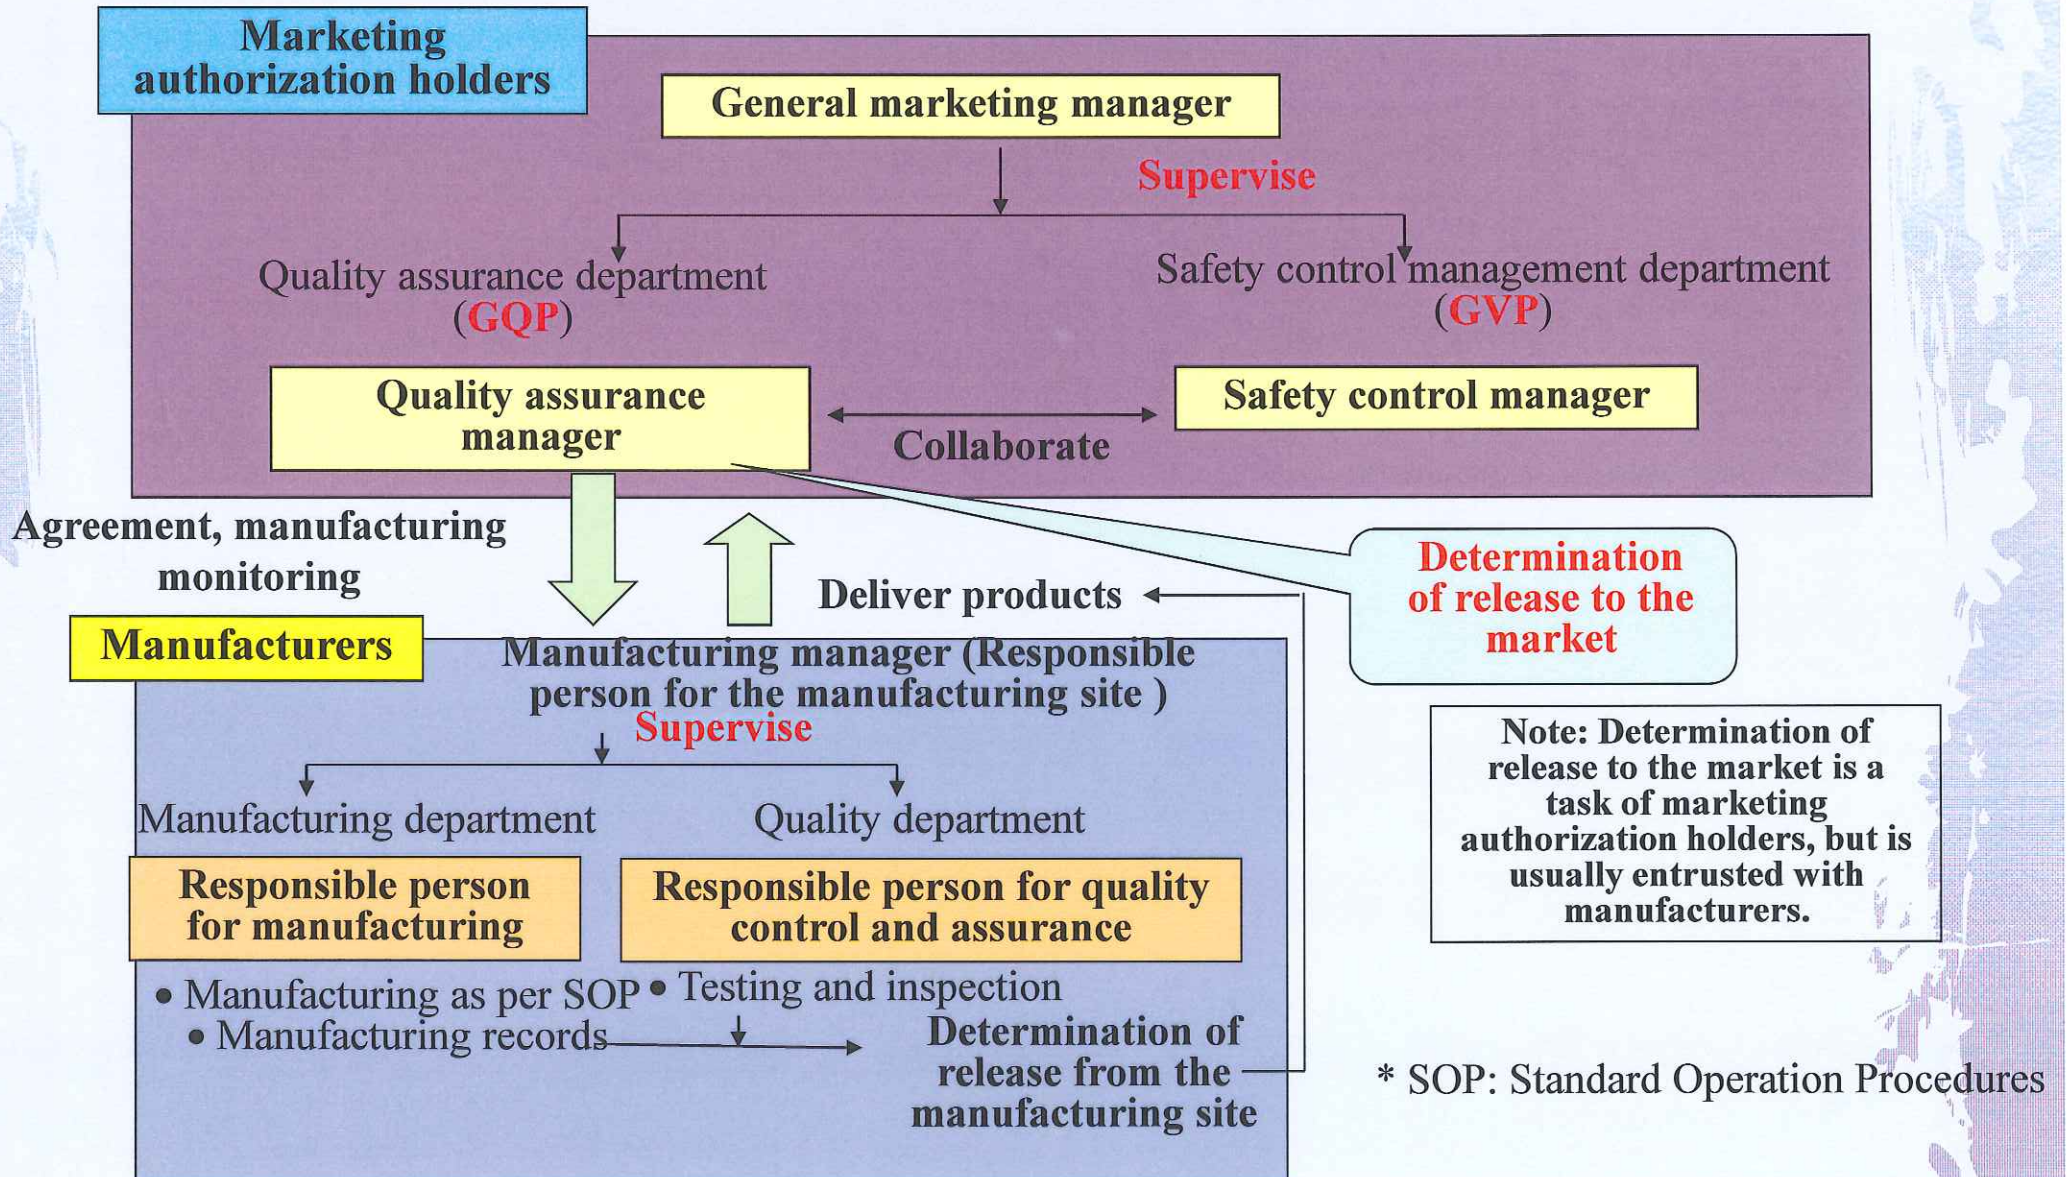 Marketing
authorization holders
General marketing manager
Supervise
Quality assurance department
(GQP)
Safety control management department
(GVP)
Quality assurance
manager
Safety control manager
Collaborate
Agreement, manufacturing
monitoring
Deliver products
Determination
of release to the
market
Manufacturers
Manufacturing manager (Responsible
person for the manufacturing site )
Supervise
Manufacturing department
Quality department
Responsible person
for manufacturing
Responsible person for quality
control and assurance
• Manufacturing as per SOP
• Manufacturing records
• Testing and inspection
Determination of
release from the
manufacturing site
Note: Determination of
release to the market is a
task of marketing
authorization holders, but is
usually entrusted with
manufacturers.
* SOP: Standard Operation Procedures